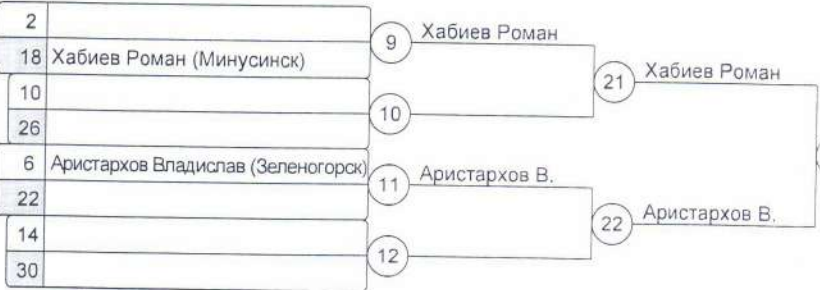 2
18 Хабиев Роман (Минусинск)
9 Хабиев Роман
10
26
10
21 Хабиев Роман
6 Аристархов Владислав (Зеленогорск)
22
11 Аристархов В.
14
30
12
22 Аристархов В.